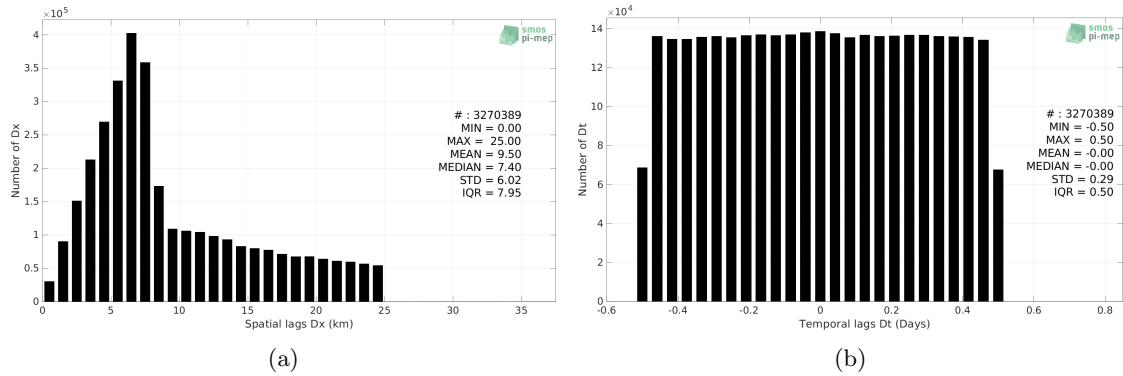 ×10⁵
4
3.5
3
2.5
2
1.5
1
0.5
0
0 5 10 15 20 25 30 35
Number of Dx
Spatial lags Dx (km)
smos
pi-mep
# : 3270389
MIN = 0.00
MAX = 25.00
MEAN = 9.50
MEDIAN = 7.40
STD = 6.02
IQR = 7.95
(a)
×10⁴
14
12
10
8
6
4
2
0
-0.6 -0.4 -0.2 0 0.2 0.4 0.6 0.8
Number of Dt
Temporal lags Dt (Days)
smos
pi-mep
# : 3270389
MIN = -0.50
MAX = 0.50
MEAN = -0.00
MEDIAN = -0.00
STD = 0.29
IQR = 0.50
(b)